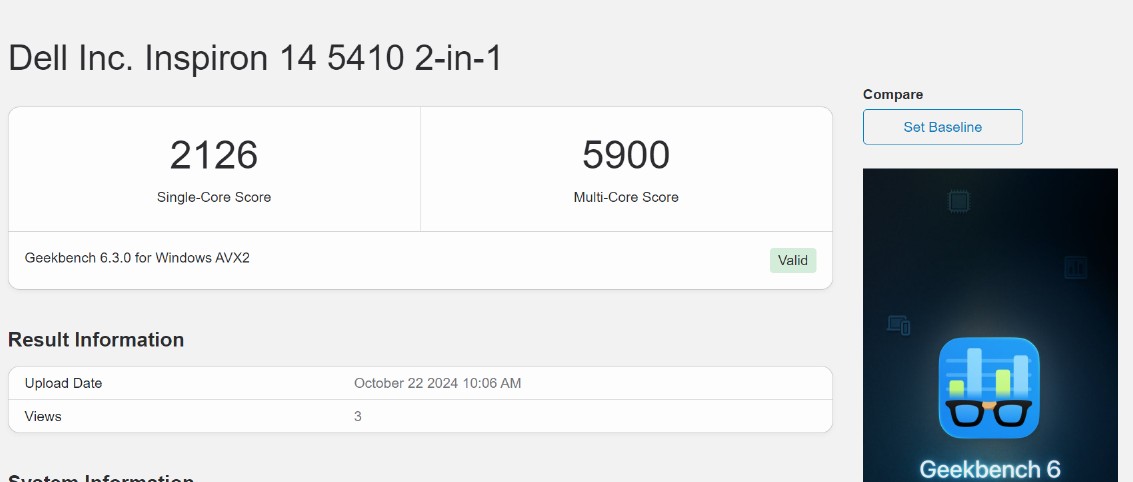 Dell Inc. Inspiron 14 5410 2-in-1
2126
Single-Core Score
5900
Multi-Core Score
Geekbench 6.3.0 for Windows AVX2
Valid
Result Information
Upload Date October 22 2024 10:06 AM
Views 3
System Information
Compare
Set Baseline
Geekbench 6